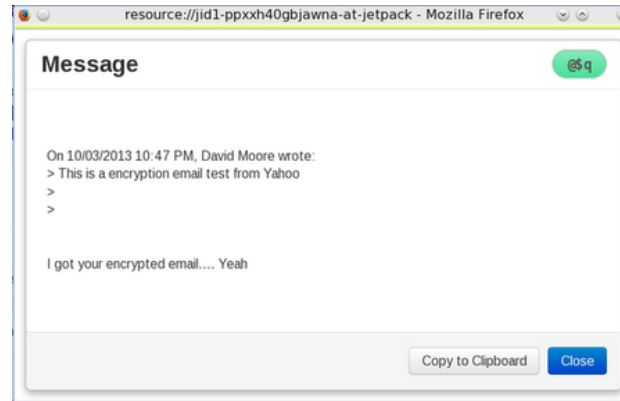 resource://jid1-ppxxh40gbjawna-at-jetpack - Mozilla Firefox
Message
@$q
On 10/03/2013 10:47 PM, David Moore wrote:
> This is a encryption email test from Yahoo
>
>
I got your encrypted email.... Yeah
Copy to Clipboard
Close